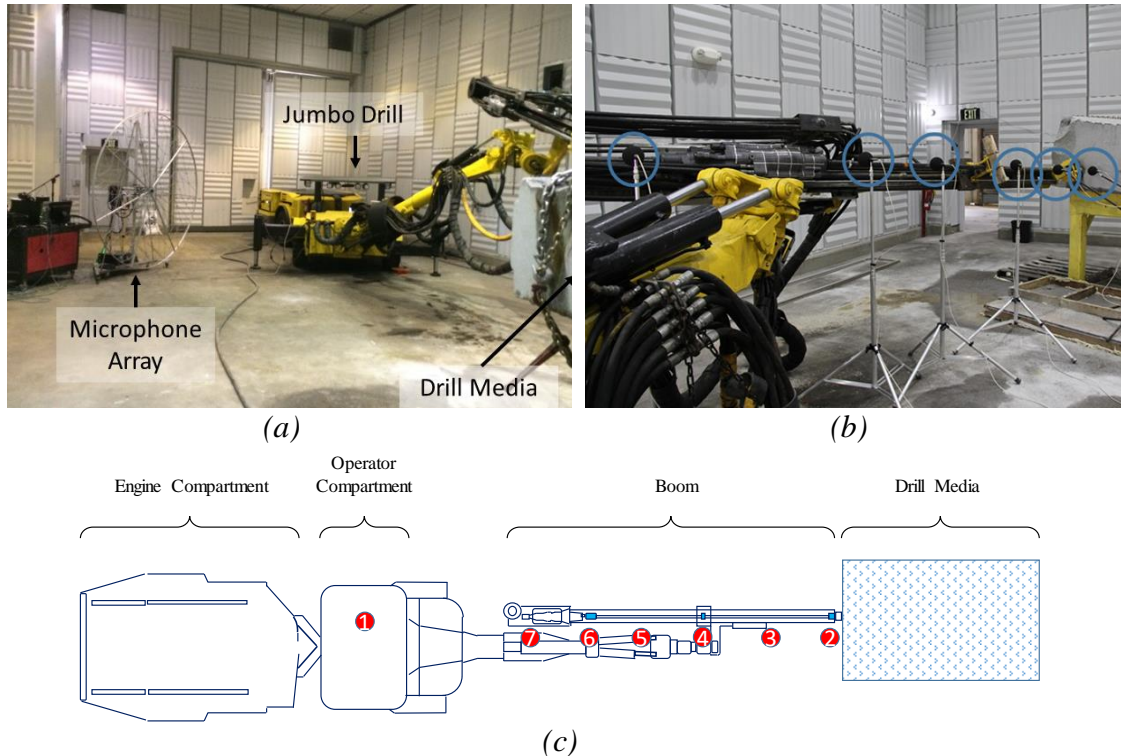 Jumbo Drill
Microphone
Array
Drill Media
EXIT
(a)
(b)
Engine Compartment
Operator
Compartment
Boom
Drill Media
1
7
6
5
4
3
2
(c)